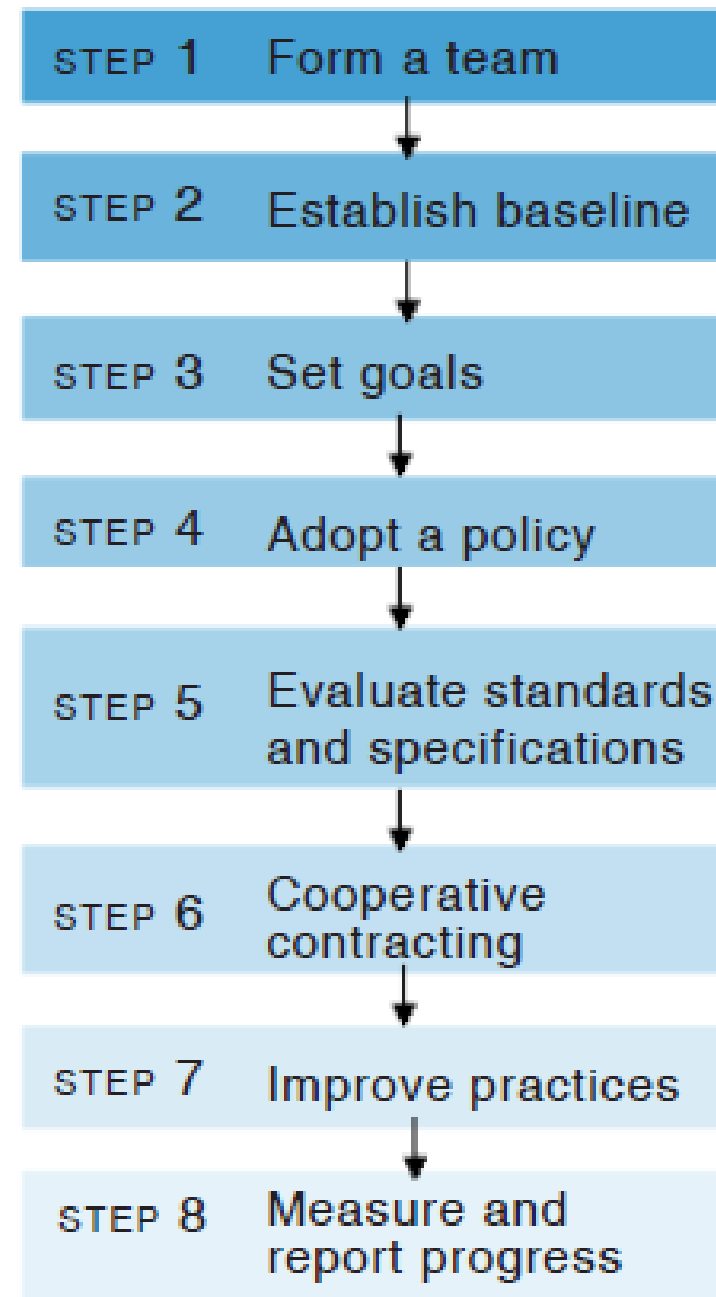 STEP 1 Form a team
STEP 2 Establish baseline
STEP 3 Set goals
STEP 4 Adopt a policy
STEP 5 Evaluate standards
and specifications
STEP 6 Cooperative
contracting
STEP 7 Improve practices
STEP 8 Measure and
report progress